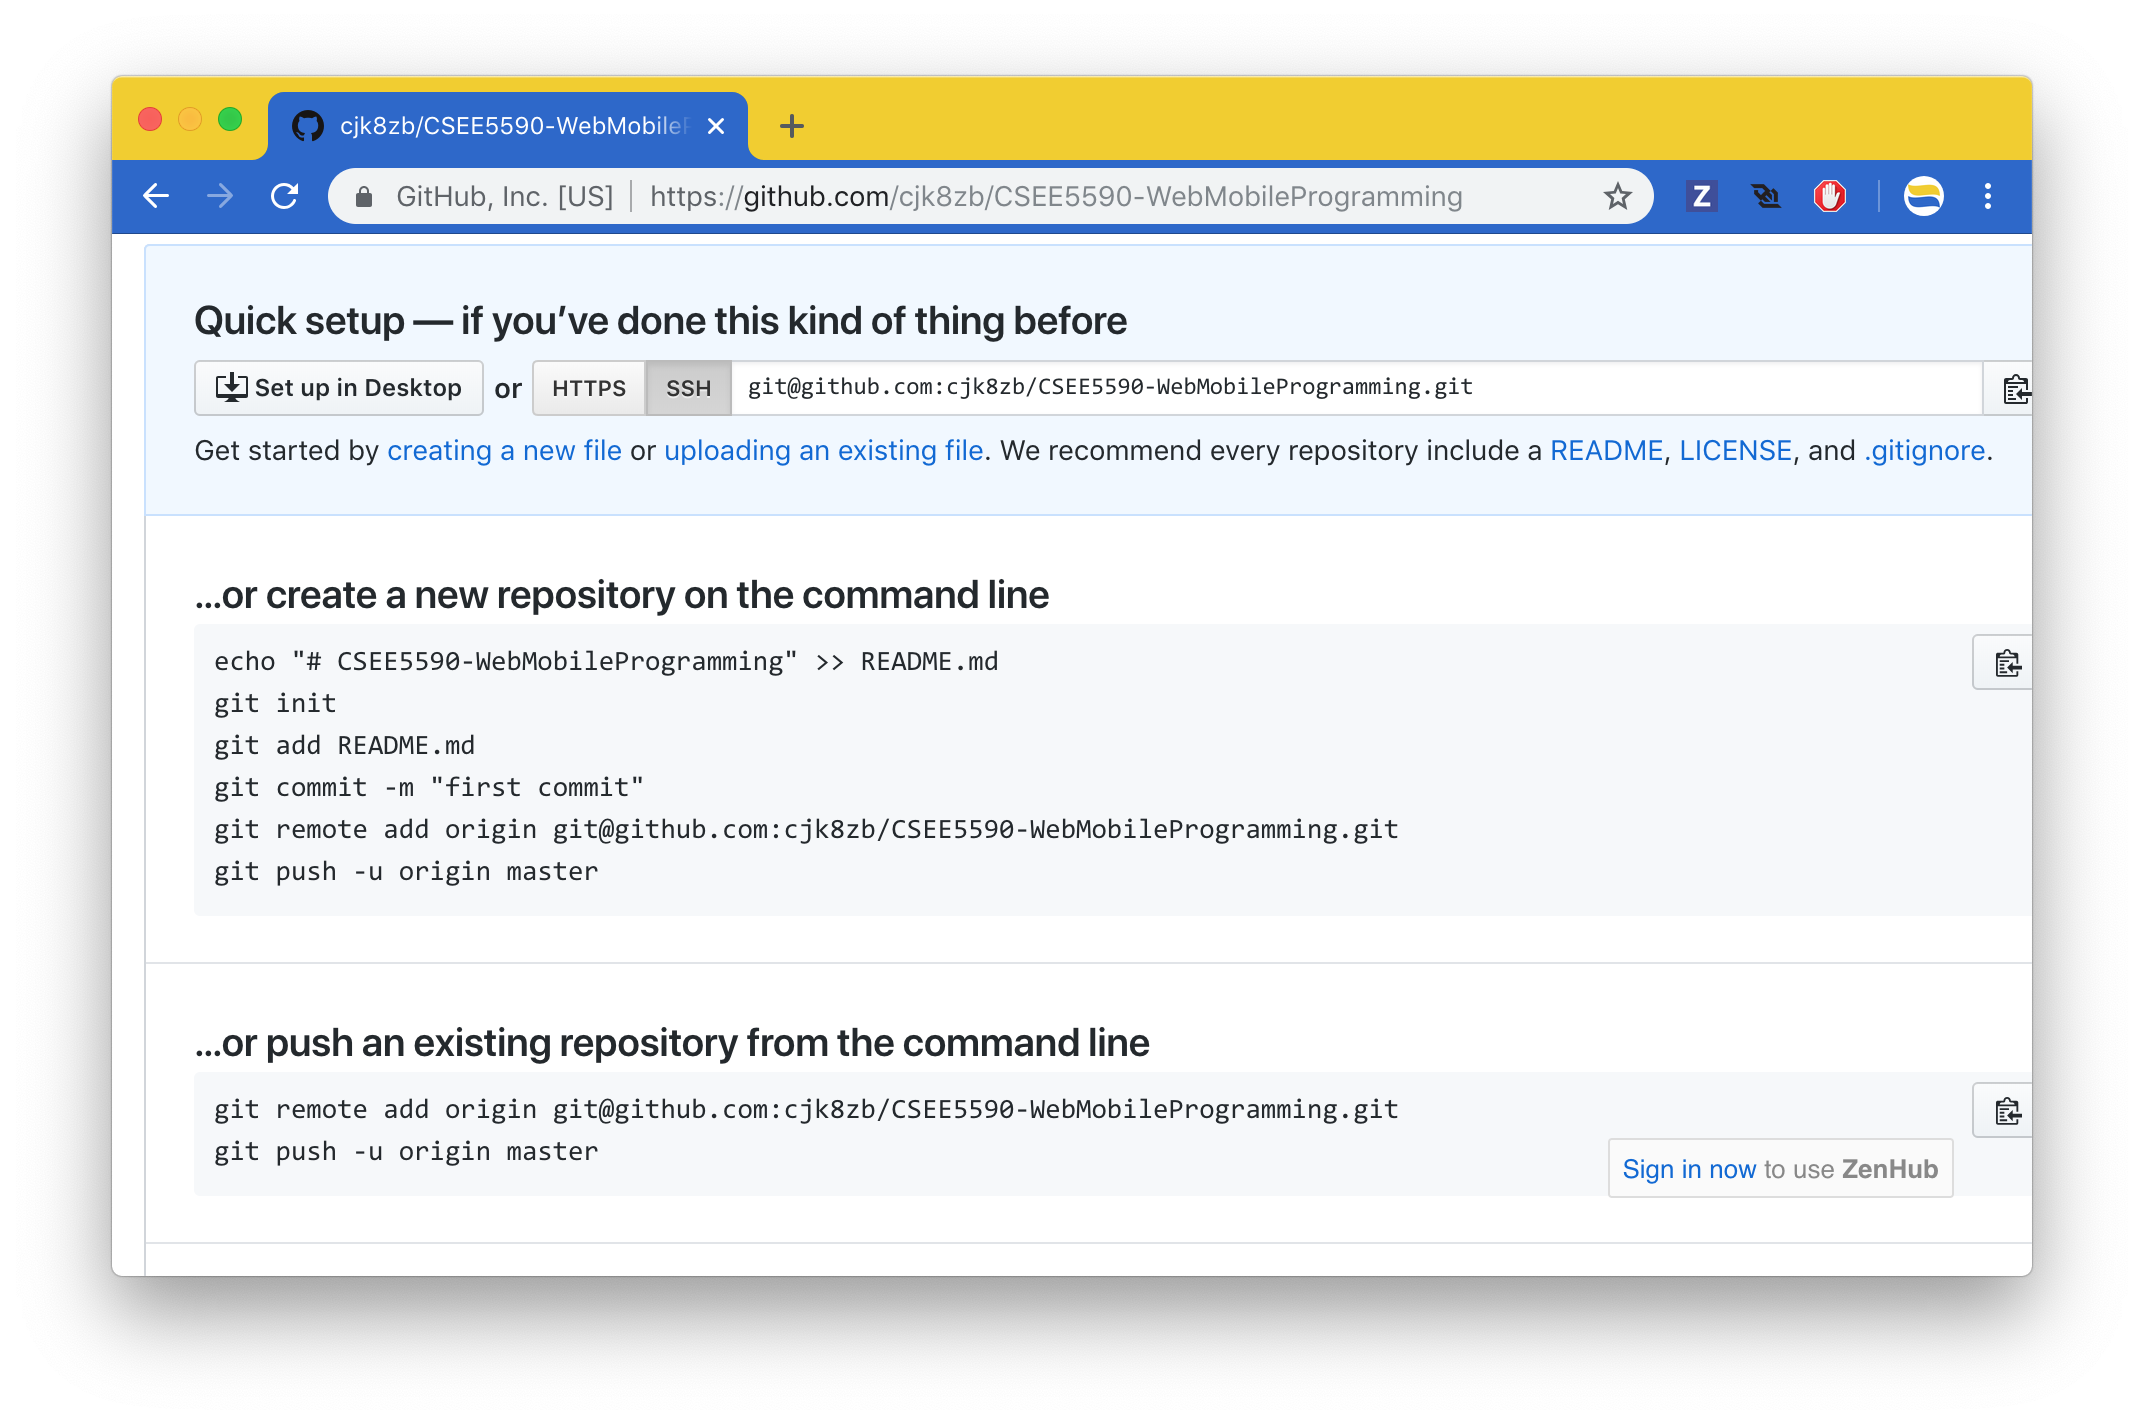 cjk8zb/CSEE5590-WebMobileP
GitHub, Inc. [US] | https://github.com/cjk8zb/CSEE5590-WebMobileProgramming
Z
Quick setup — if you’ve done this kind of thing before
Set up in Desktop or HTTPS SSH git@github.com:cjk8zb/CSEE5590-WebMobileProgramming.git
Get started by creating a new file or uploading an existing file. We recommend every repository include a README, LICENSE, and .gitignore.
…or create a new repository on the command line
echo "# CSEE5590-WebMobileProgramming" >> README.md
git init
git add README.md
git commit -m "first commit"
git remote add origin git@github.com:cjk8zb/CSEE5590-WebMobileProgramming.git
git push -u origin master
…or push an existing repository from the command line
git remote add origin git@github.com:cjk8zb/CSEE5590-WebMobileProgramming.git
git push -u origin master
Sign in now to use ZenHub